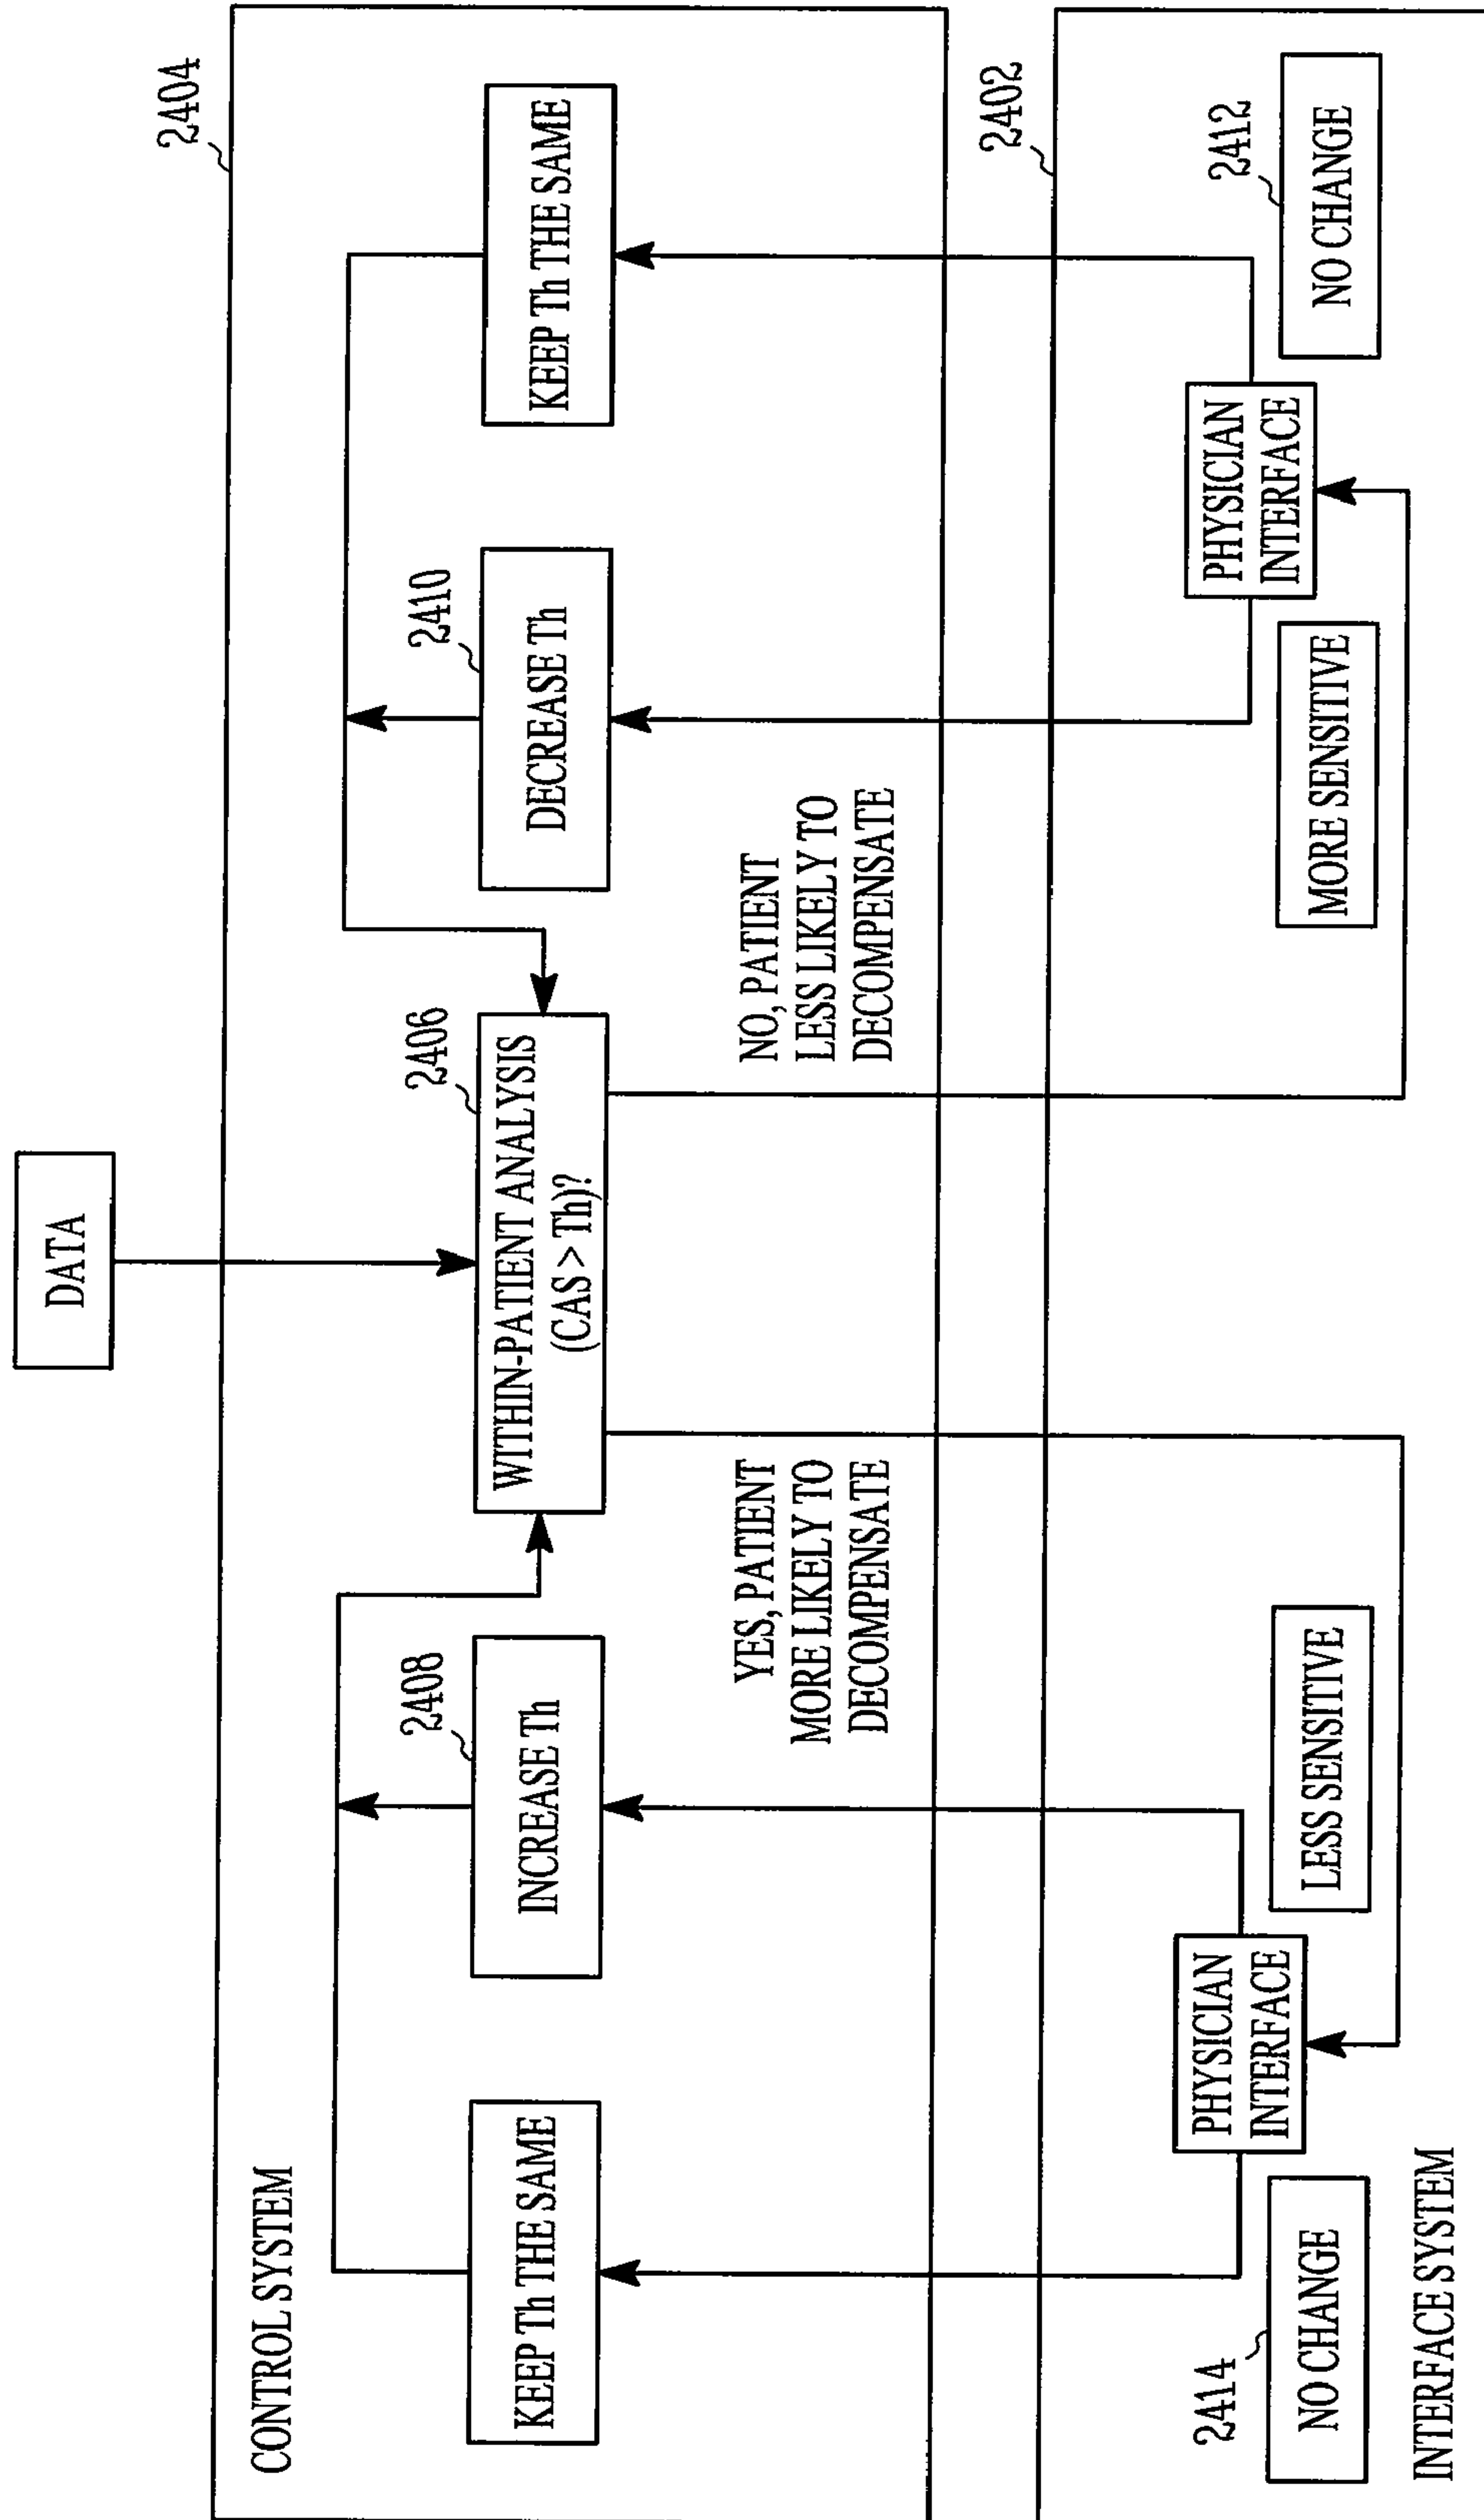 DATA
2404
CONTROL SYSTEM
2408
2406
2410
KEEP Th THE SAME
INCREASE Th
WITHIN-PATIENT ANALYSIS
(CAS > Th)?
DECREASE Th
KEEP Th THE SAME
YES, PATIENT
MORE LIKELY TO
DECOMPENSATE
NO, PATIENT
LESS LIKELY TO
DECOMPENSATE
2402
PHYSICIAN
INTERFACE
PHYSICIAN
INTERFACE
2414
2412
NO CHANGE
LESS SENSITIVE
MORE SENSITIVE
NO CHANGE
INTERFACE SYSTEM